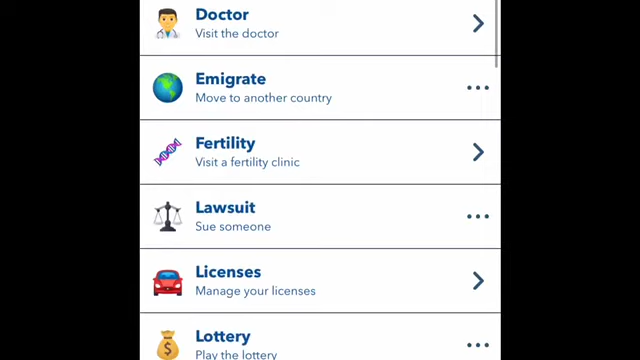 Doctor
Visit the doctor
Emigrate
Move to another country
Fertility
Visit a fertility clinic
Lawsuit
Sue someone
Licenses
Manage your licenses
Lottery
Play the lottery